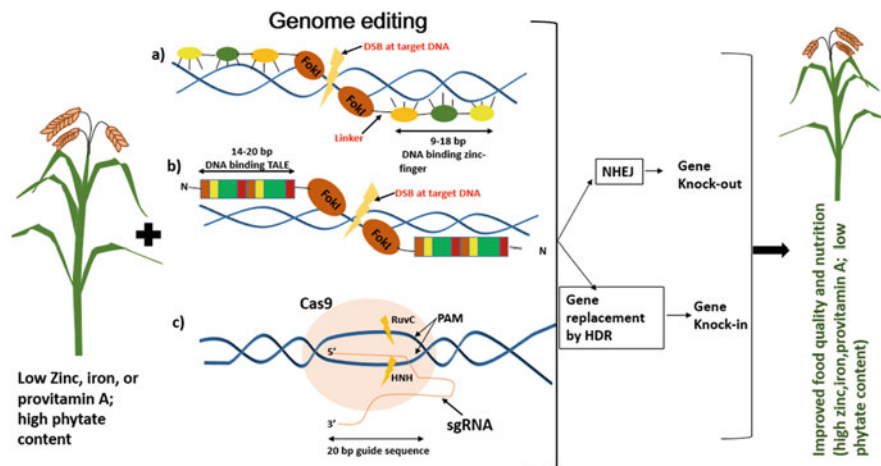 Genome editing
a)
DSB at target DNA
FokI
FokI
Linker
9-18 bp
DNA binding zinc-
finger
14-20 bp
DNA binding TALE
b)
N
FokI
DSB at target DNA
FokI
N
Cas9
c)
RuvC
PAM
5’
HNH
sgRNA
3’
20 bp guide sequence
Low Zinc, iron, or
provitamin A;
high phytate
content
NHEJ
Gene
Knock-out
Gene
replacement
by HDR
Gene
Knock-in
Improved food quality and nutrition
(high zinc,iron,provitamin A; low
phytate content)